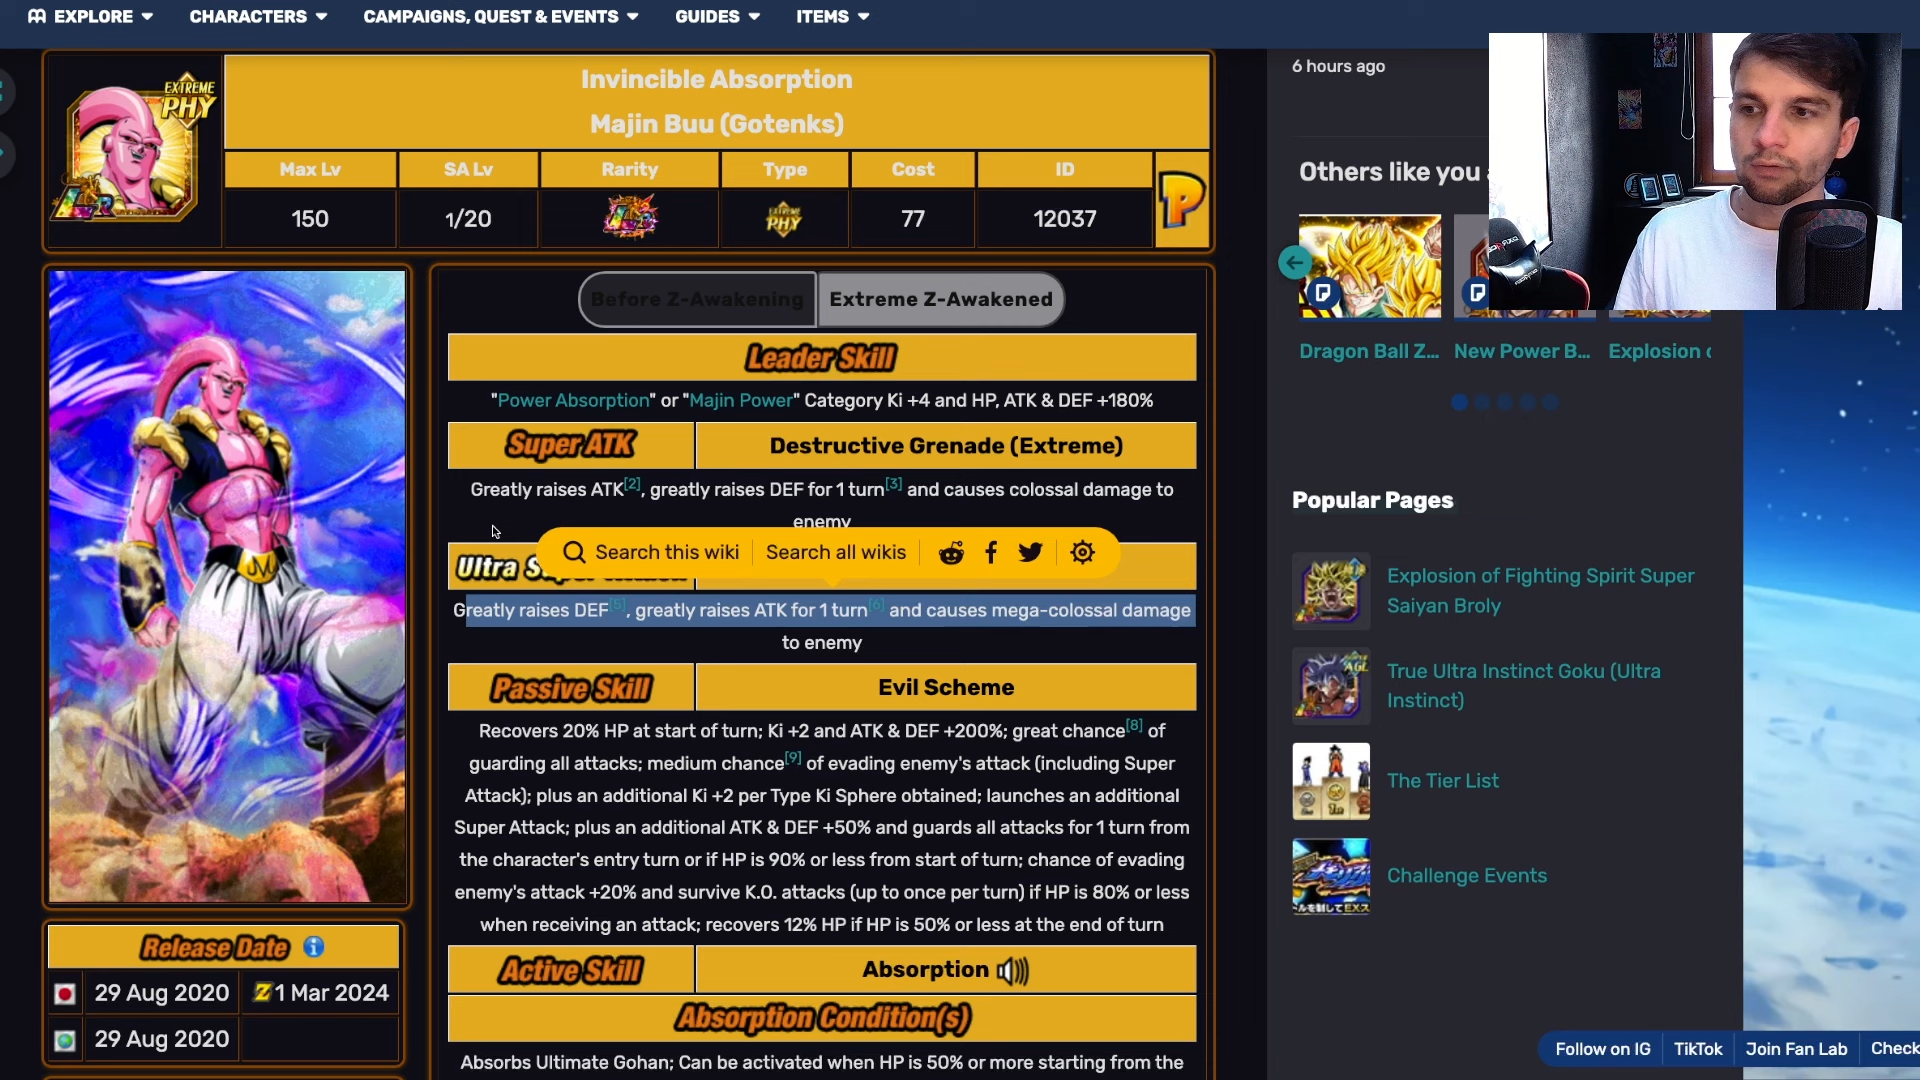 EXPLORE
CHARACTERS
CAMPAIGNS, QUEST & EVENTS
GUIDES
ITEMS
EXTREME
PHY
LR
Invincible Absorption
Majin Buu (Gotenks)
Max Lv
SA Lv
Rarity
Type
Cost
ID
150
1/20
LR
EXTREME
PHY
77
12037
P
6 hours ago
Others like you
Dragon Ball Z...
New Power B...
Explosion
Before Z-Awakening
Extreme Z-Awakened
Leader Skill
"Power Absorption" or "Majin Power" Category Ki +4 and HP, ATK & DEF +180%
Super ATK
Destructive Grenade (Extreme)
Greatly raises ATK[2], greatly raises DEF for 1 turn[3] and causes colossal damage to
enemy
Search this wiki
Search all wikis
Ultra
Greatly raises DEF[5], greatly raises ATK for 1 turn[6] and causes mega-colossal damage
to enemy
Passive Skill
Evil Scheme
Recovers 20% HP at start of turn; Ki +2 and ATK & DEF +200%; great chance[8] of
guarding all attacks; medium chance[9] of evading enemy's attack (including Super
Attack); plus an additional Ki +2 per Type Ki Sphere obtained; launches an additional
Super Attack; plus an additional ATK & DEF +50% and guards all attacks for 1 turn from
the character's entry turn or if HP is 90% or less from start of turn; chance of evading
enemy's attack +20% and survive K.O. attacks (up to once per turn) if HP is 80% or less
when receiving an attack; recovers 12% HP if HP is 50% or less at the end of turn
Active Skill
Absorption
Absorption Condition(s)
Absorbs Ultimate Gohan; Can be activated when HP is 50% or more starting from the
Release Date
29 Aug 2020
Z 1 Mar 2024
29 Aug 2020
Popular Pages
Explosion of Fighting Spirit Super
Saiyan Broly
True Ultra Instinct Goku (Ultra
Instinct)
The Tier List
Challenge Events
Follow on IG
TikTok
Join Fan Lab
Check